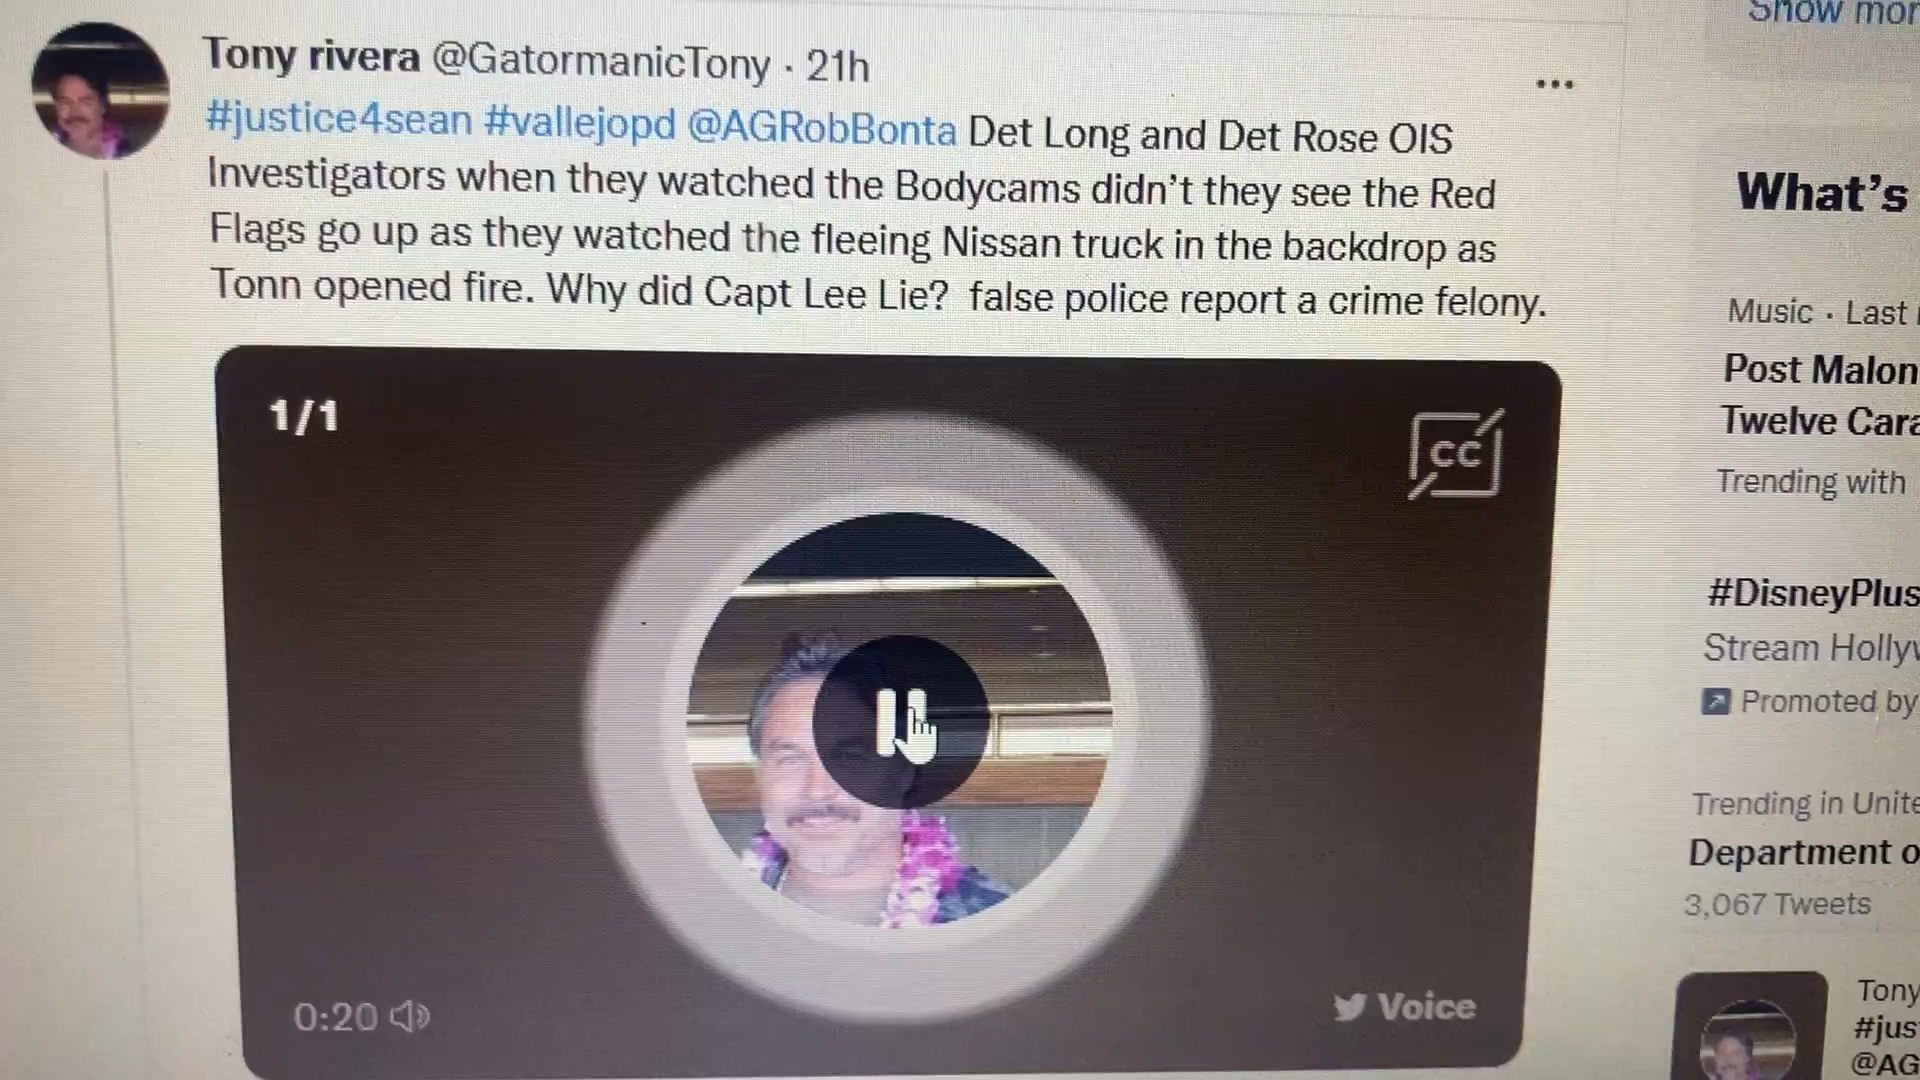 Show mor
Tony rivera @GatormanicTony · 21h
#justice4sean #vallejopd @AGRobBonta Det Long and Det Rose OIS
Investigators when they watched the Bodycams didn't they see the Red
Flags go up as they watched the fleeing Nissan truck in the backdrop as
Tonn opened fire. Why did Capt Lee Lie?  false police report a crime felony.
1/1
CC
0:20
Voice
What's
Music · Last
Post Malon
Twelve Cara
Trending with
#DisneyPlus
Stream Hollyw
Promoted by
Trending in Unite
Department o
3,067 Tweets
Tony
#jus
@AG